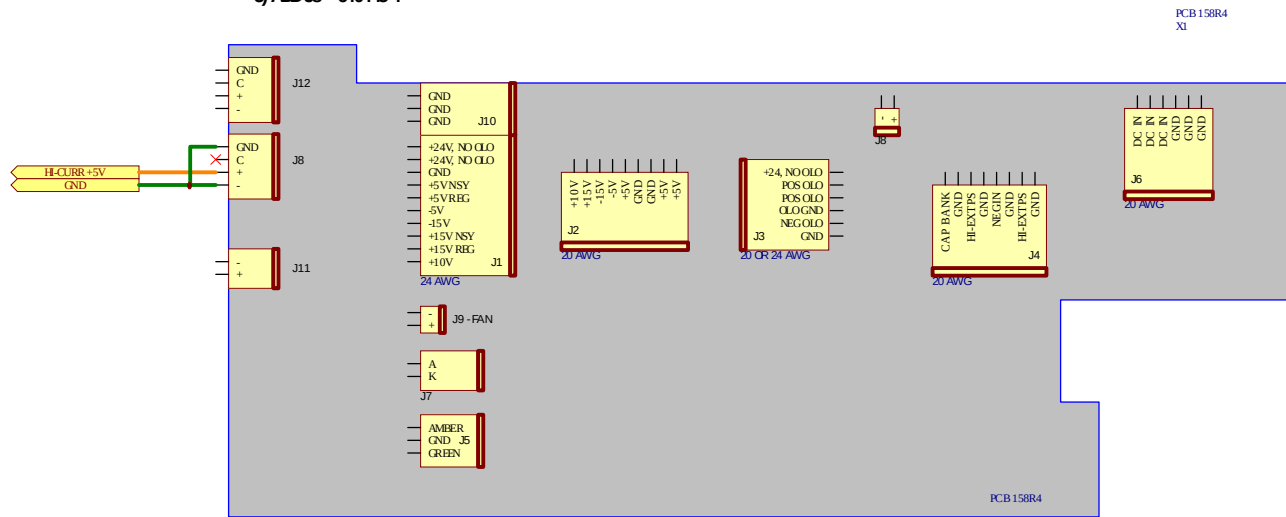 PCB 158R4
X1
GND
C
+
-
J12
GND
C
+
-
J8
HI-CURR +5V
GND
-
+
J11
GND
GND
GND
J10
+24V, NO OLO
+24V, NO OLO
GND
+5V NSY
+5V REG
-5V
-15V
+15V NSY
+15V REG
+10V
J1
24 AWG
-
+
J9 - FAN
A
K
J7
AMBER
GND
GREEN
J5
+10V
+15V
-15V
-5V
+5V
GND
GND
+5V
+5V
J2
20 AWG
+24, NO OLO
POS OLO
POS OLO
OLO GND
NEG OLO
GND
J3
20 OR 24 AWG
-
+
J8
CAP BANK
GND
HI-EXT PS
GND
NEG IN
GND
HI-EXT PS
GND
J4
20 AWG
DC IN
DC IN
DC IN
GND
GND
GND
J6
20 AWG
PCB 158R4